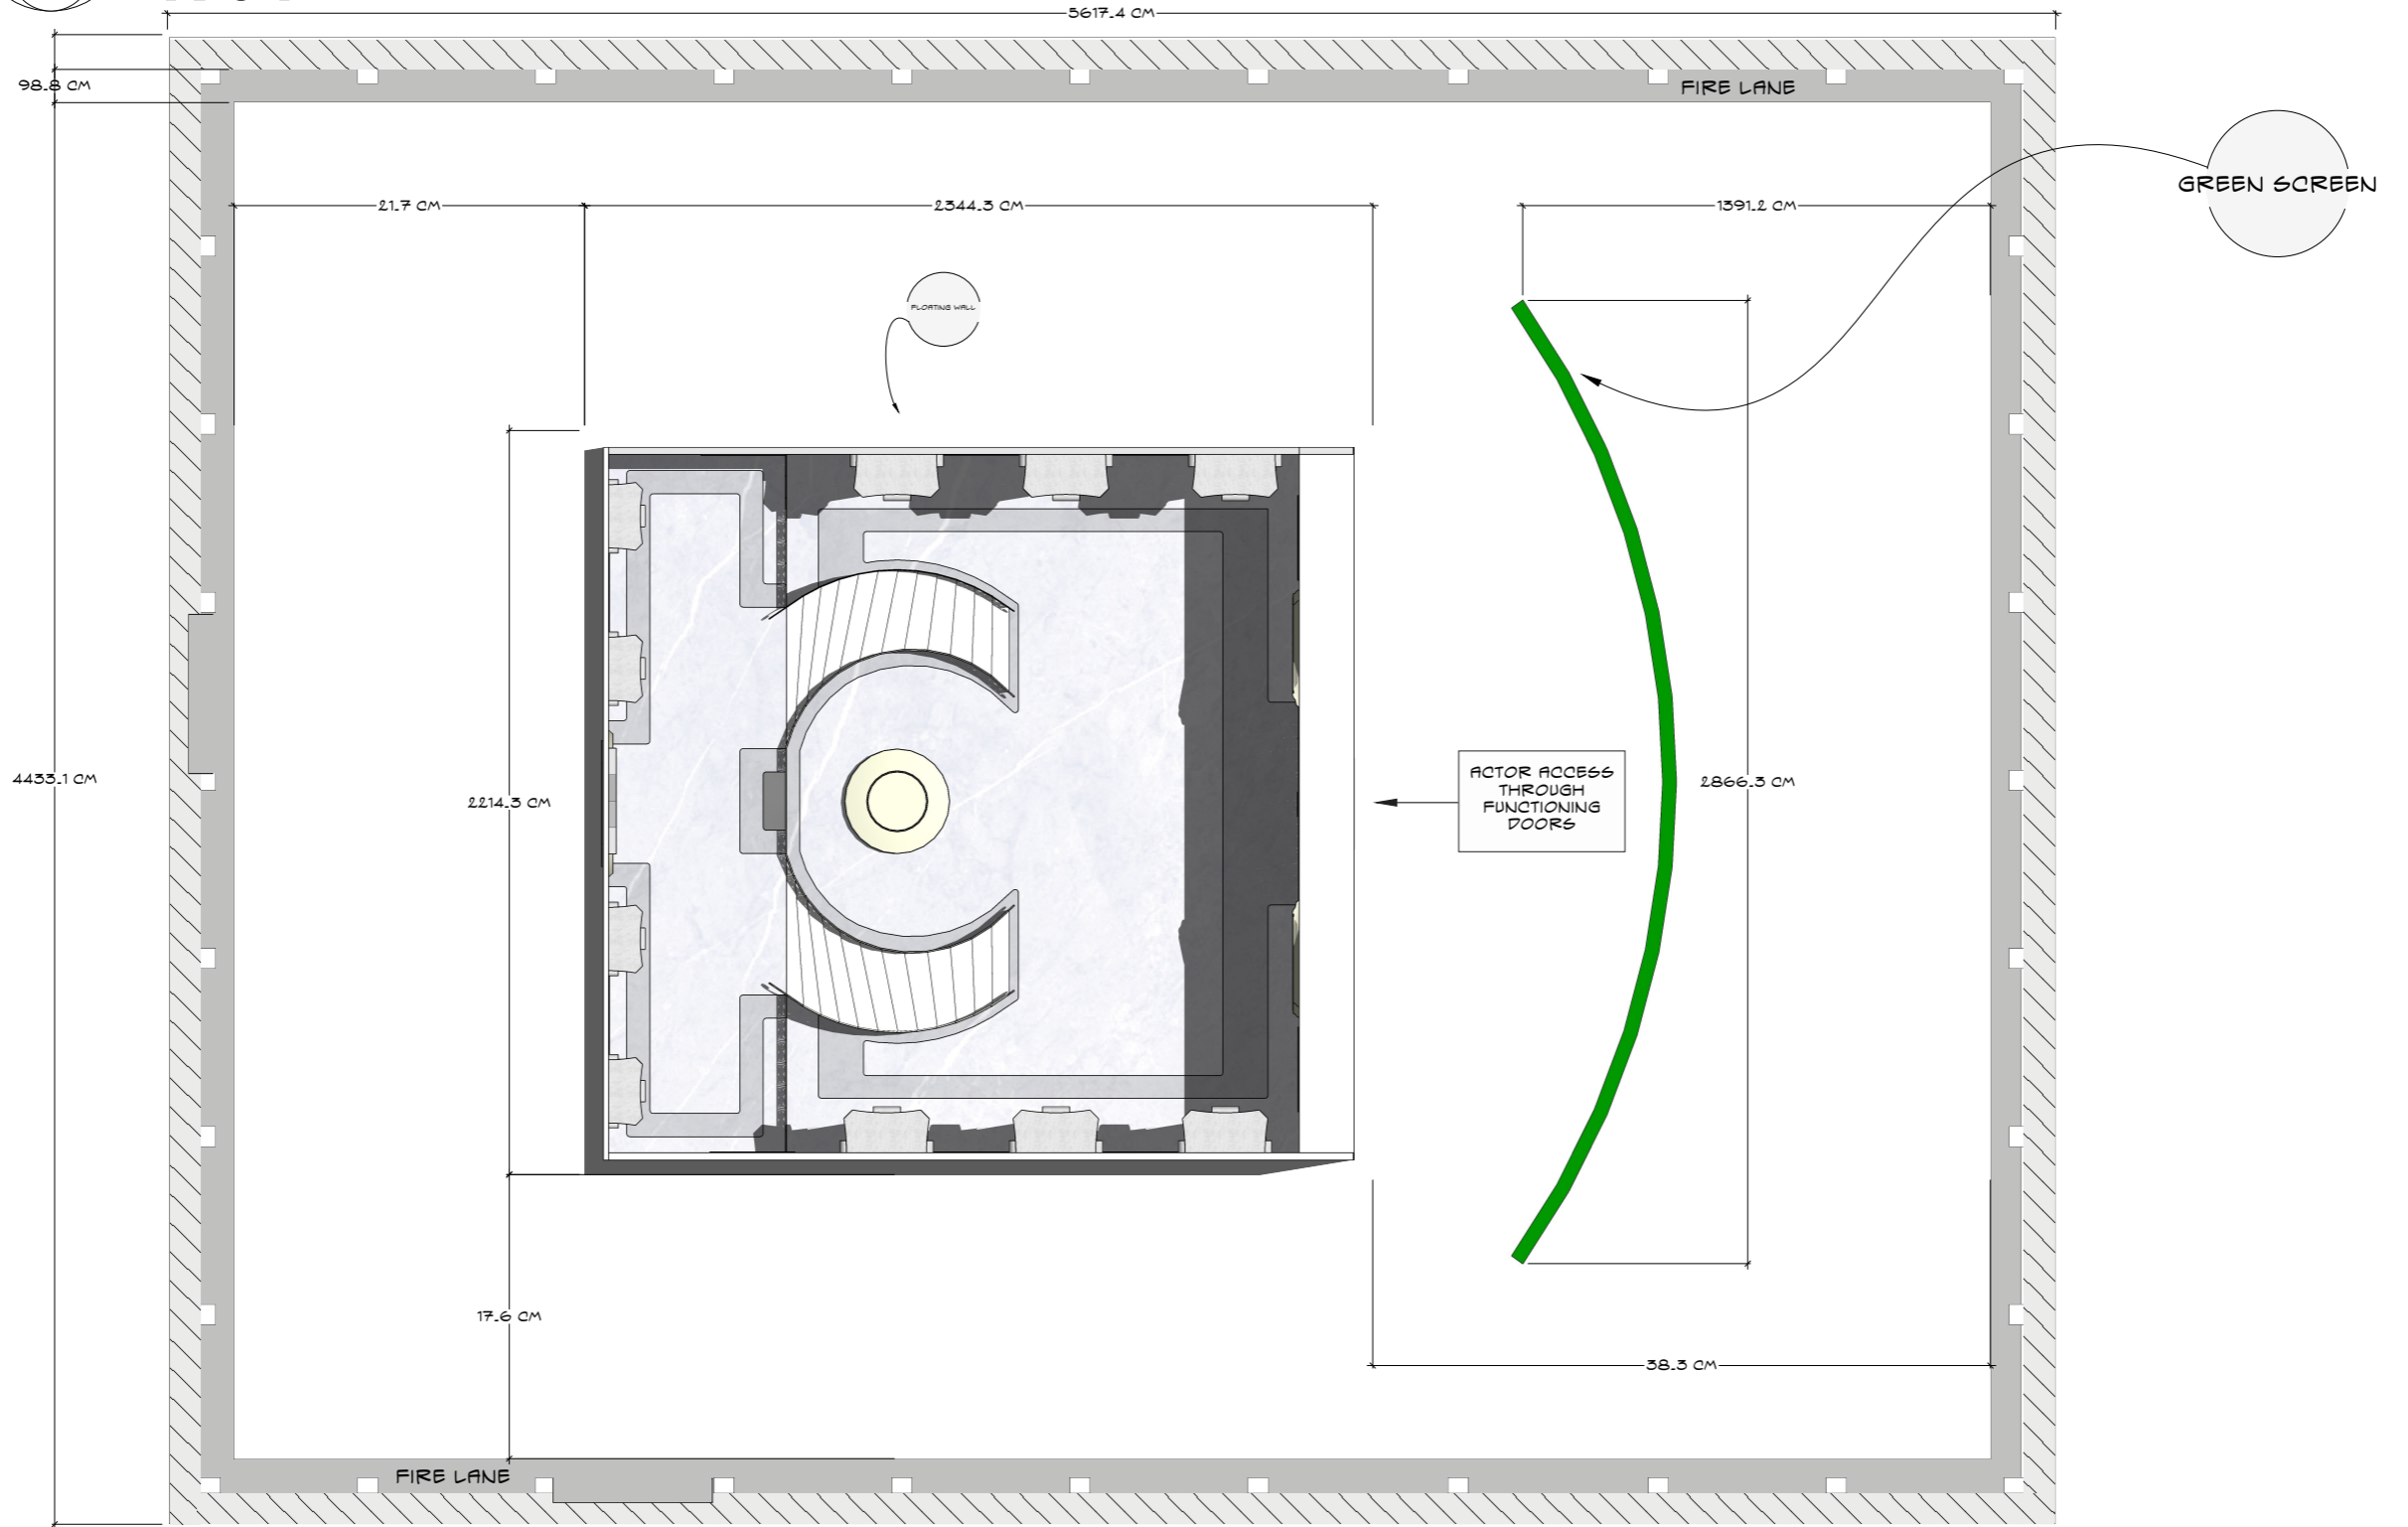 5617.4 CM
98.8 CM
FIRE LANE
GREEN SCREEN
21.7 CM
2344.3 CM
1391.2 CM
FLOATING WALL
4433.1 CM
2214.3 CM
ACTOR ACCESS
THROUGH
FUNCTIONING
DOORS
2866.3 CM
17.6 CM
38.3 CM
FIRE LANE